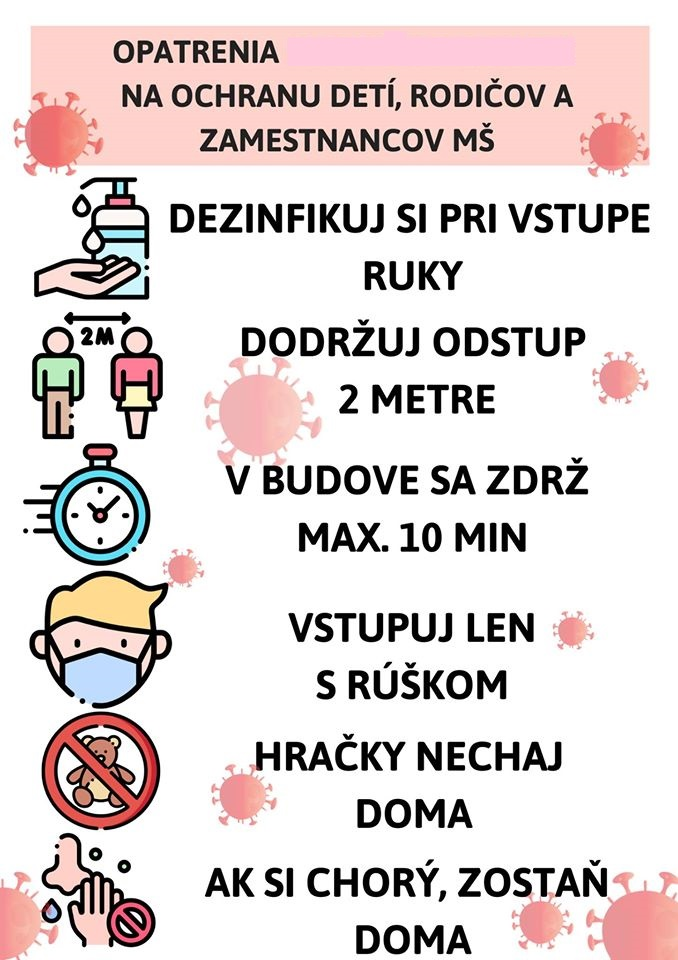 OPATRENIA
NA OCHRANU DETÍ, RODIČOV A
ZAMESTNANCOV MŠ
DEZINFIKUJ SI PRI VSTUPE
RUKY
2M
DODRŽUJ ODSTUP
2 METRE
V BUDOVE SA ZDRŽ
MAX. 10 MIN
VSTUPUJ LEN
S RÚŠKOM
HRAČKY NECHAJ
DOMA
AK SI CHORÝ, ZOSTAŇ
DOMA